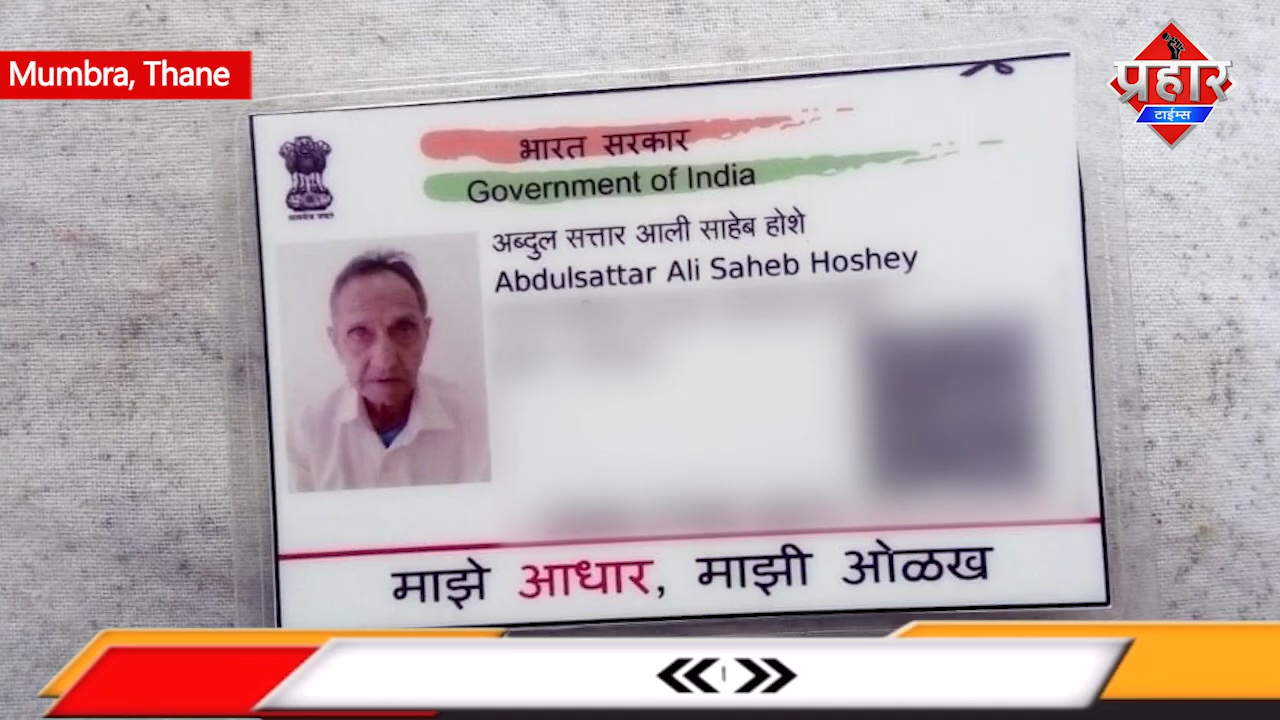 Mumbra, Thane
प्रहार
टाईम्स
भारत सरकार
Government of India
अब्दुल सत्तार आली साहेब होशे
Abdulsattar Ali Saheb Hoshey
माझे आधार, माझी ओळख